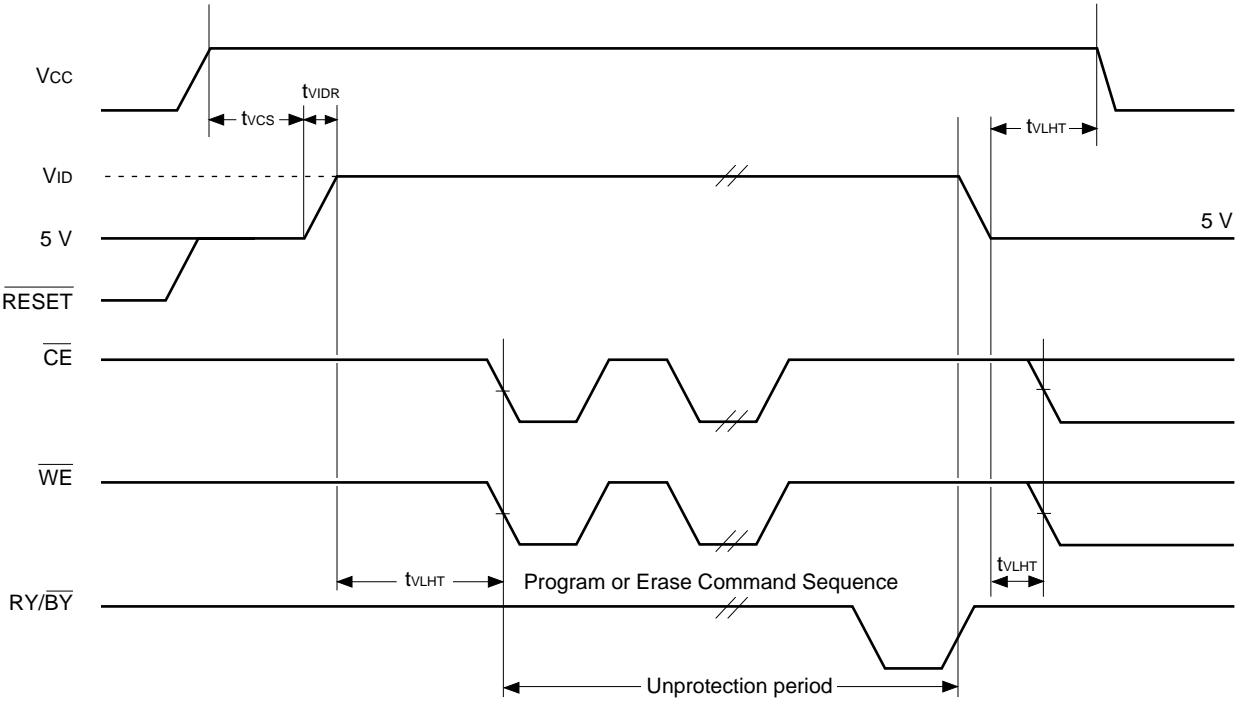 VCC
tVIDR
tVCS
tVLHT
VID
5 V
5 V
RESET
CE
WE
tVLHT
Program or Erase Command Sequence
tVLHT
RY/BY
Unprotection period